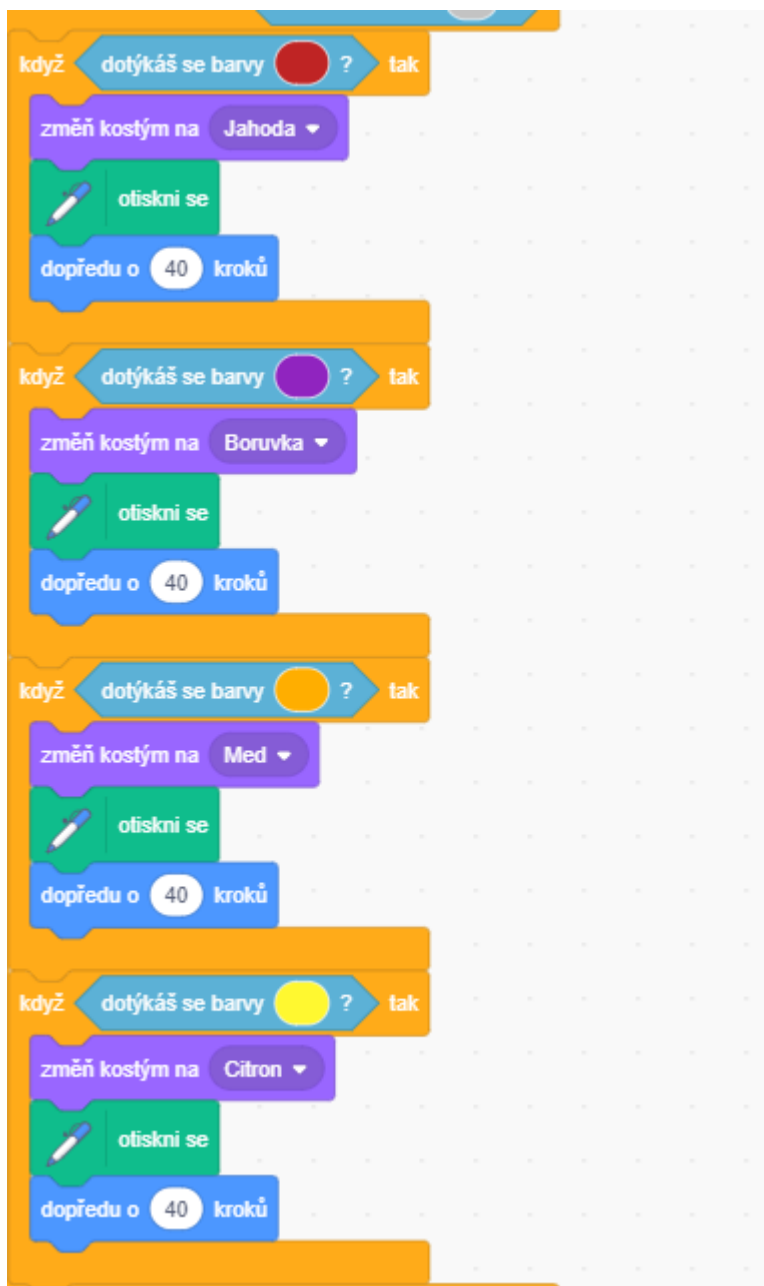 když dotýkáš se barvy ? tak
změň kostým na Jahoda
otiskni se
dopředu o 40 kroků
když dotýkáš se barvy ? tak
změň kostým na Boruvka
otiskni se
dopředu o 40 kroků
když dotýkáš se barvy ? tak
změň kostým na Med
otiskni se
dopředu o 40 kroků
když dotýkáš se barvy ? tak
změň kostým na Citron
otiskni se
dopředu o 40 kroků